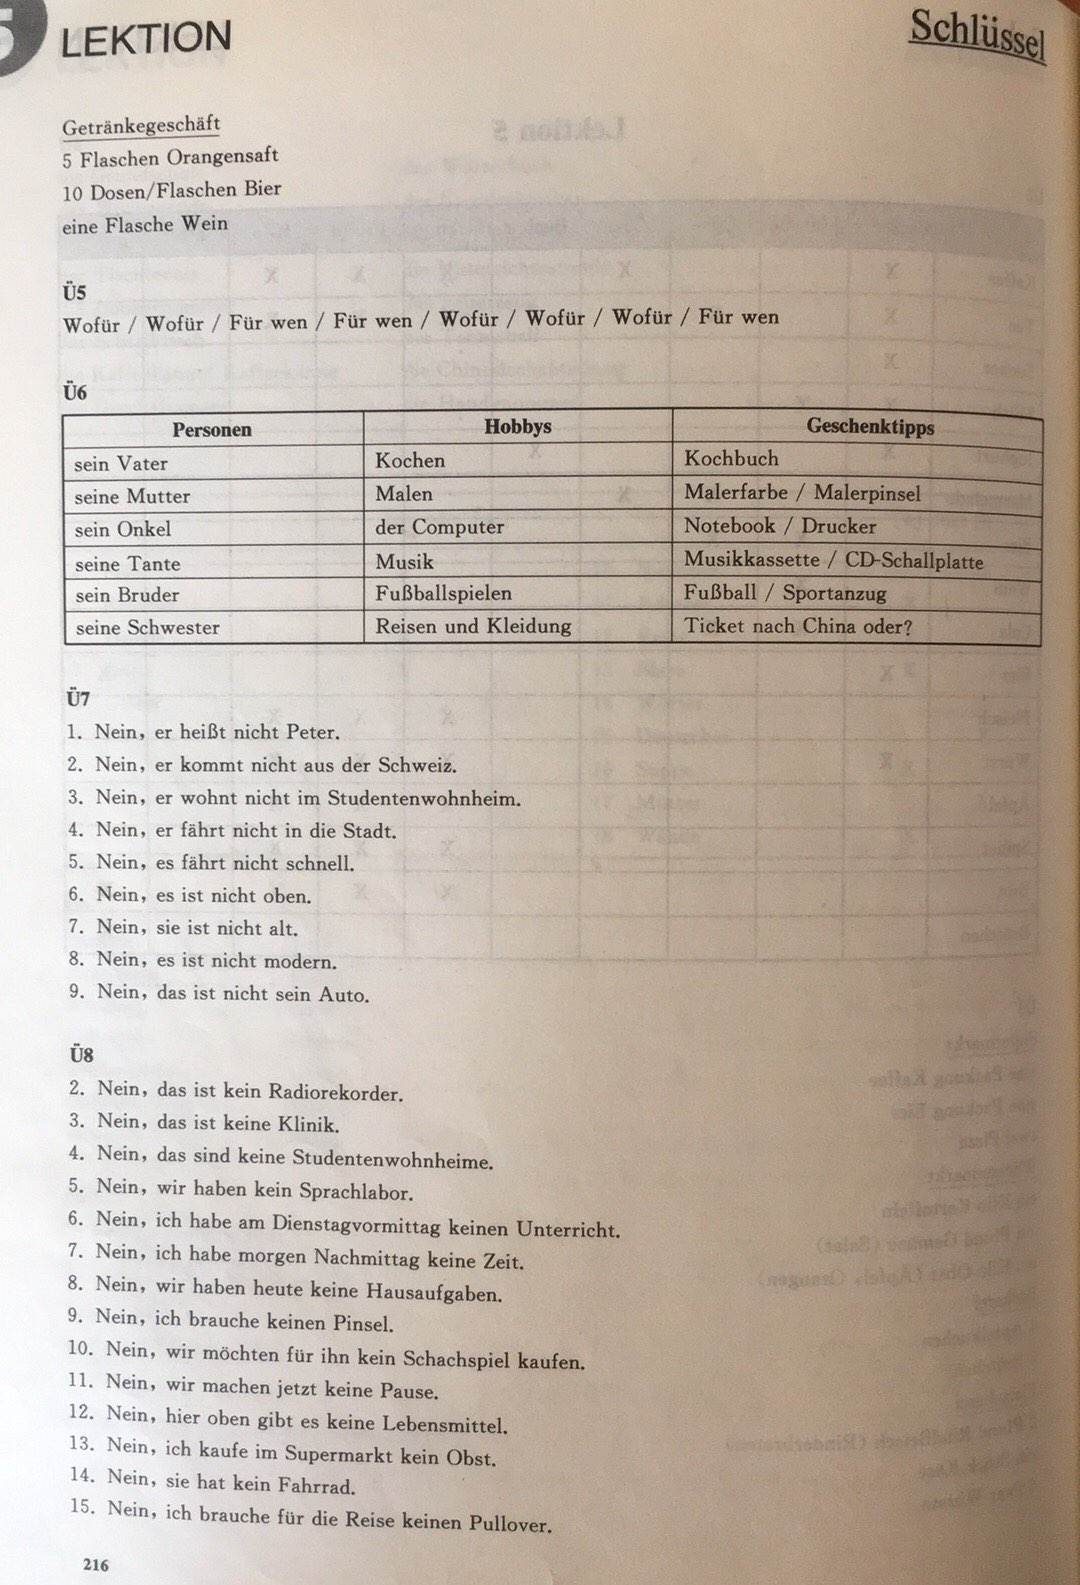 5 LEKTION
Schlüssel
Getränkegeschäft
5 Flaschen Orangensaft
10 Dosen/Flaschen Bier
eine Flasche Wein
Ü5
Wofür / Wofür / Für wen / Für wen / Wofür / Wofür / Wofür / Für wen
Ü6
Personen Hobbys Geschenktipps
sein Vater Kochen Kochbuch
seine Mutter Malen Malerfarbe / Malerpinsel
sein Onkel der Computer Notebook / Drucker
seine Tante Musik Musikkassette / CD-Schallplatte
sein Bruder Fußballspielen Fußball / Sportanzug
seine Schwester Reisen und Kleidung Ticket nach China oder?
Ü7
1. Nein, er heißt nicht Peter.
2. Nein, er kommt nicht aus der Schweiz.
3. Nein, er wohnt nicht im Studentenwohnheim.
4. Nein, er fährt nicht in die Stadt.
5. Nein, es fährt nicht schnell.
6. Nein, es ist nicht oben.
7. Nein, sie ist nicht alt.
8. Nein, es ist nicht modern.
9. Nein, das ist nicht sein Auto.
Ü8
2. Nein, das ist kein Radiorekorder.
3. Nein, das ist keine Klinik.
4. Nein, das sind keine Studentenwohnheime.
5. Nein, wir haben kein Sprachlabor.
6. Nein, ich habe am Dienstagvormittag keinen Unterricht.
7. Nein, ich habe morgen Nachmittag keine Zeit.
8. Nein, wir haben heute keine Hausaufgaben.
9. Nein, ich brauche keinen Pinsel.
10. Nein, wir möchten für ihn kein Schachspiel kaufen.
11. Nein, wir machen jetzt keine Pause.
12. Nein, hier oben gibt es keine Lebensmittel.
13. Nein, ich kaufe im Supermarkt kein Obst.
14. Nein, sie hat kein Fahrrad.
15. Nein, ich brauche für die Reise keinen Pullover.
216